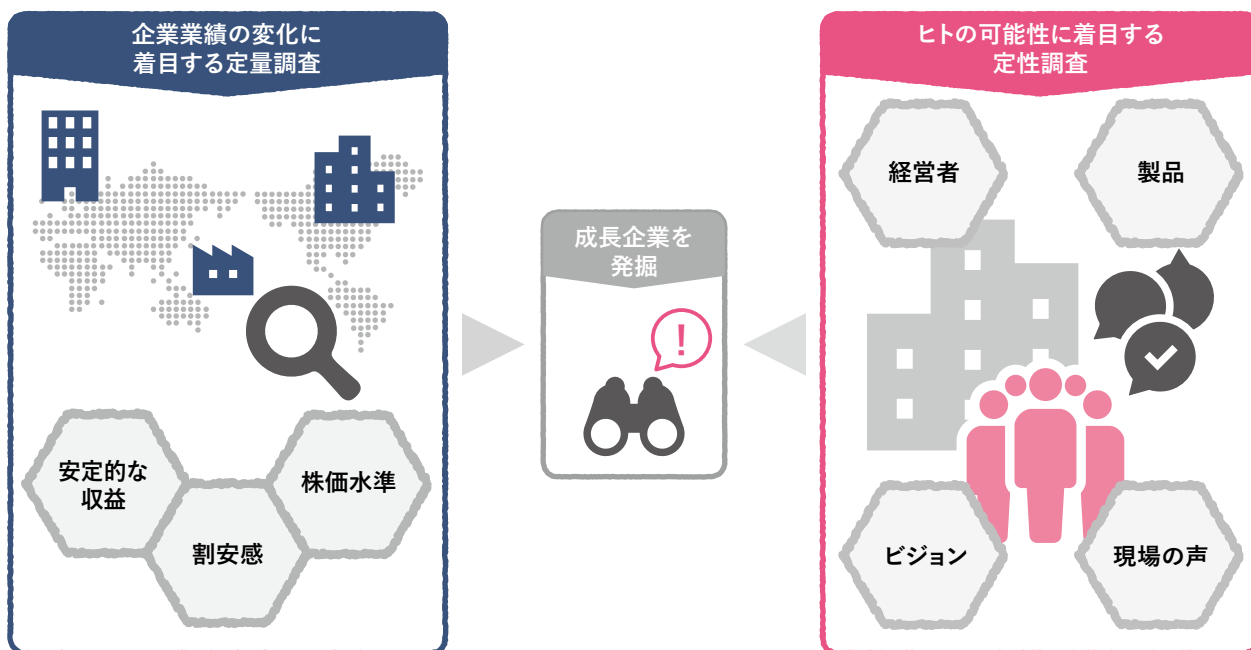 企業業績の変化に
着目する定量調査
安定的な
収益
割安感
株価水準
成長企業を
発掘
!
ヒトの可能性に着目する
定性調査
経営者
製品
ビジョン
現場の声